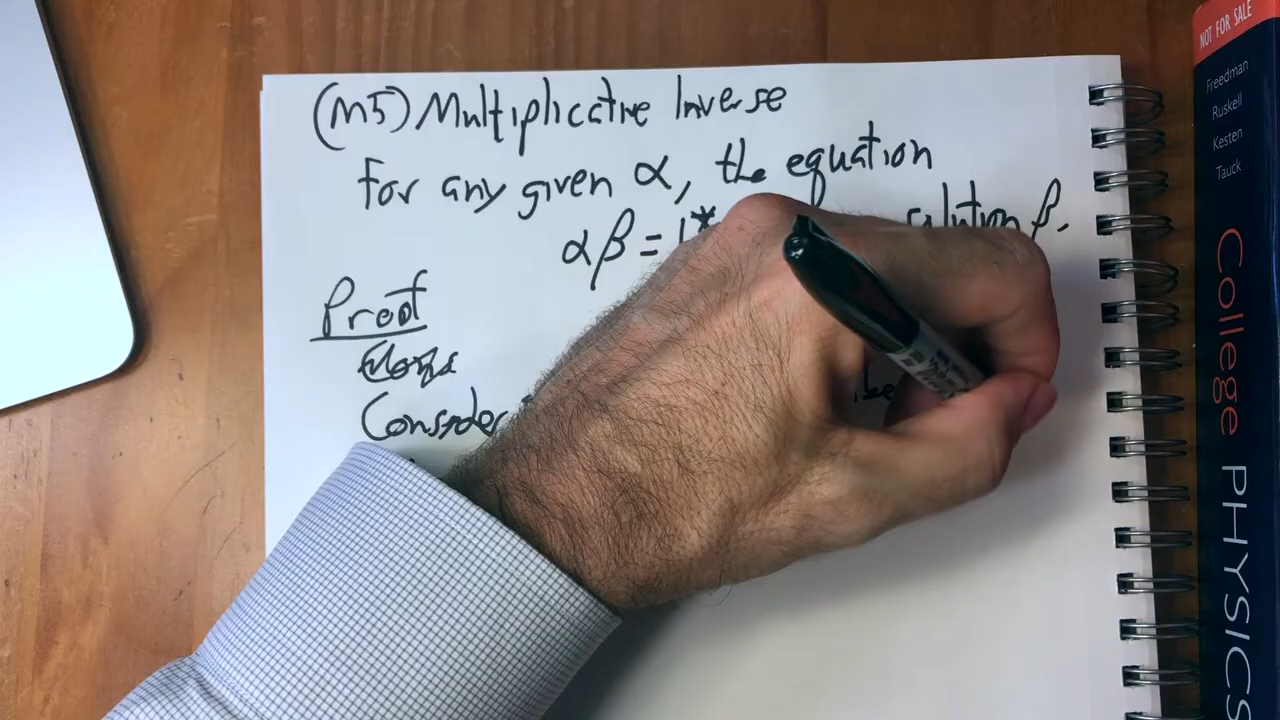 (M5) Multiplicative Inverse
For any given α, the equation
αβ = 1* solution β.
Proof
Consider
be
NOT FOR SALE
Freedman
Ruskell
Kesten
Tauck
College PHYSICS